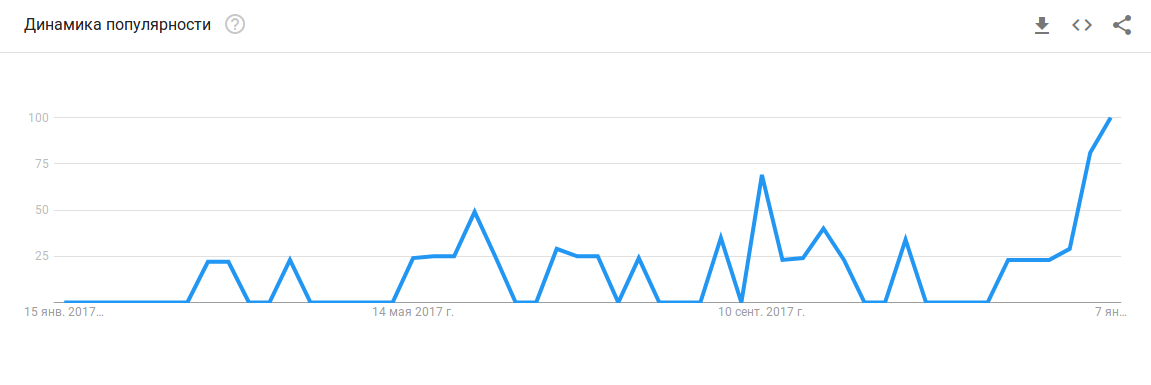 Динамика популярности
100
75
50
25
15 янв. 2017…
14 мая 2017 г.
10 сент. 2017 г.
7 ян…